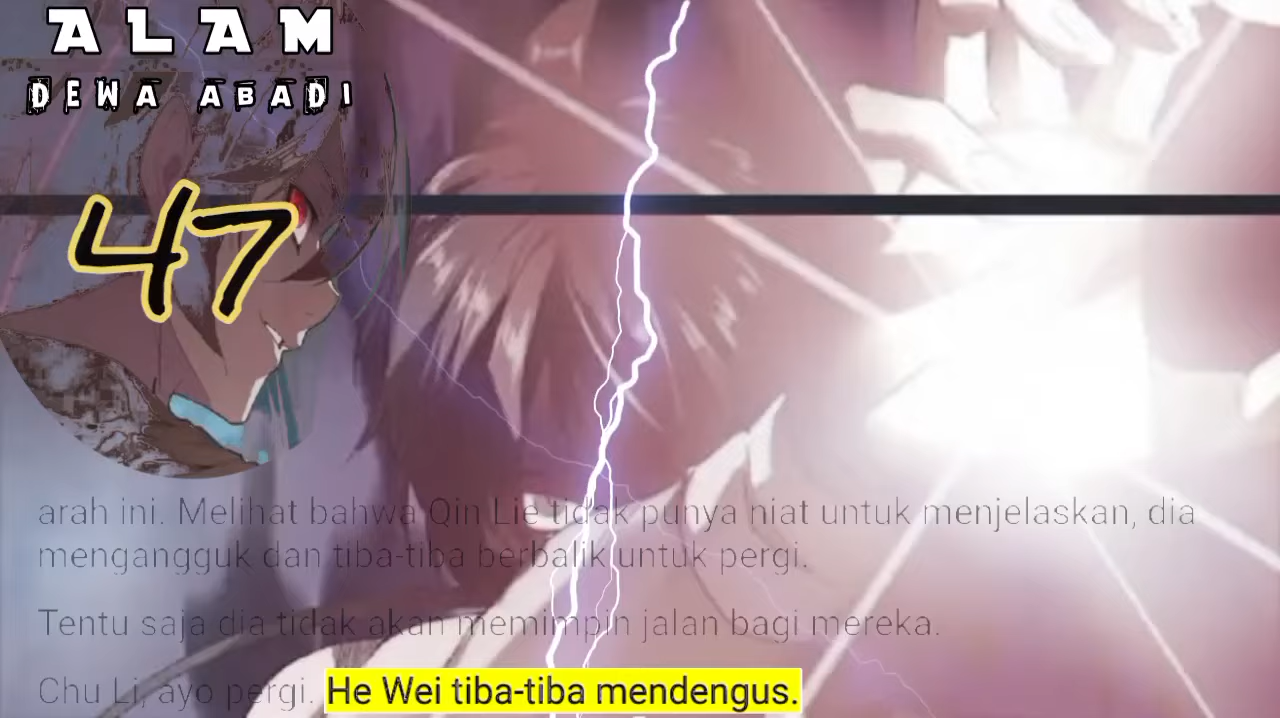 ALAM
DEWA ABADI
47
arah ini. Melihat bahwa Qin Lie tidak punya niat untuk menjelaskan, dia
mengangguk dan tiba-tiba berbalik untuk pergi.
Tentu saja dia tidak akan memimpin jalan bagi mereka.
Chu Li, ayo pergi. He Wei tiba-tiba mendengus.